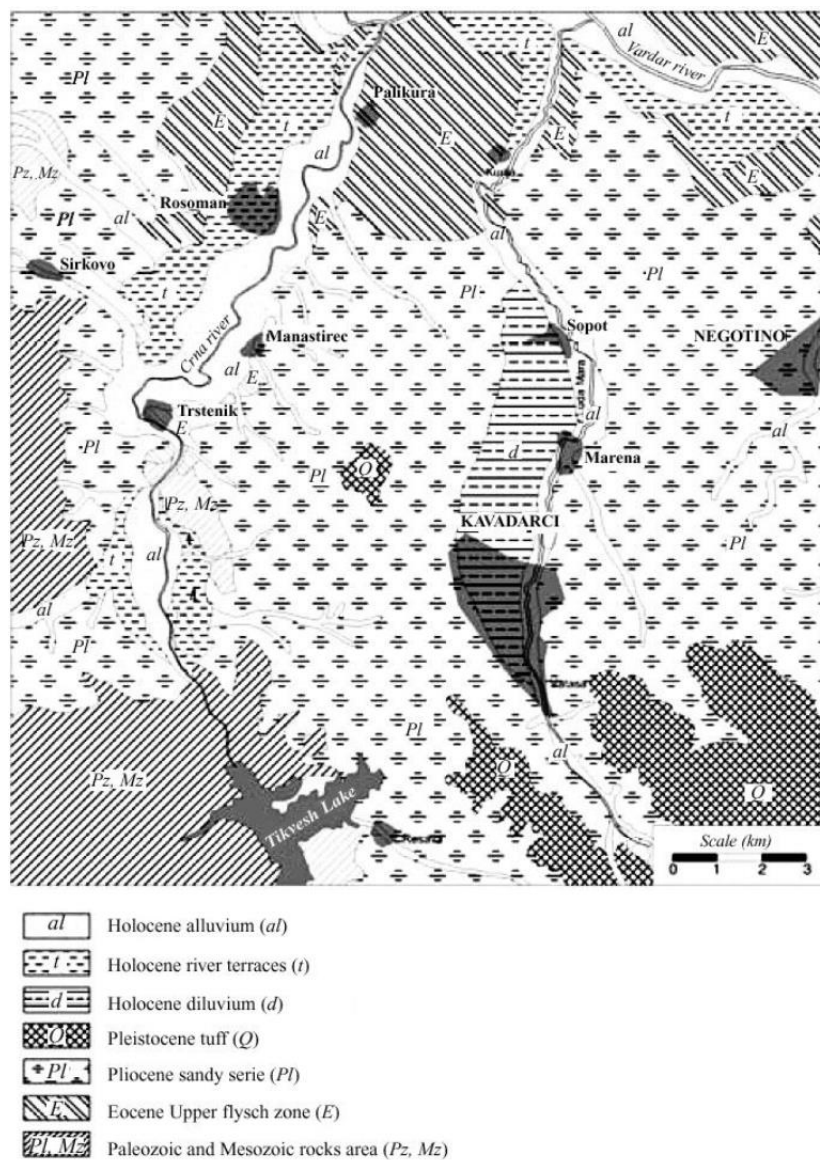 al
Vardar river
E
t
Pl
Palikura
E
E
E
t
t
al
E
Pz, Mz
Rosoman
Pl
al
E
al
Sirkovo
Pl
Pl
t
Sopot
NEGOTINO
Crna river
Manastirec
al
E
Trstenik
E
al
al
Pl
d
Marena
Pl
Q
KAVADARCI
Pz, Mz
Pl
Pz, Mz
t
al
al
Pl
Pl
al
Pz, Mz
Q
Q
Tikvesh Lake
Scale (km)
0 1 2 3
al Holocene alluvium (al)
t Holocene river terraces (t)
d Holocene diluvium (d)
Q Pleistocene tuff (Q)
Pl Pliocene sandy serie (Pl)
E Eocene Upper flysch zone (E)
Pl, Mz Paleozoic and Mesozoic rocks area (Pz, Mz)